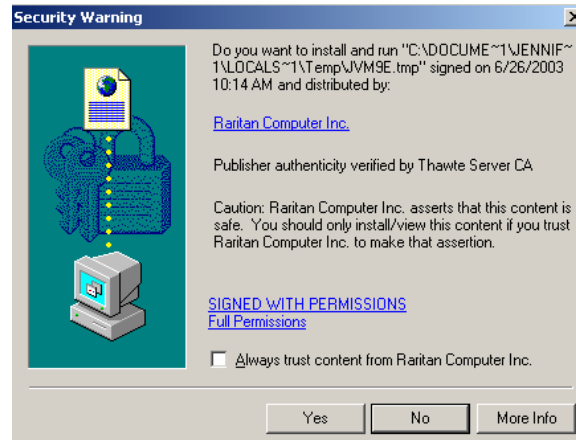 Security Warning
Do you want to install and run "C:\DOCUME~1\JENNIF~
1\LOCALS~1\Temp\JVM9E.tmp" signed on 6/26/2003
10:14 AM and distributed by:
Raritan Computer Inc.
Publisher authenticity verified by Thawte Server CA
Caution: Raritan Computer Inc. asserts that this content is
safe. You should only install/view this content if you trust
Raritan Computer Inc. to make that assertion.
SIGNED WITH PERMISSIONS
Full Permissions
Always trust content from Raritan Computer Inc.
Yes No More Info